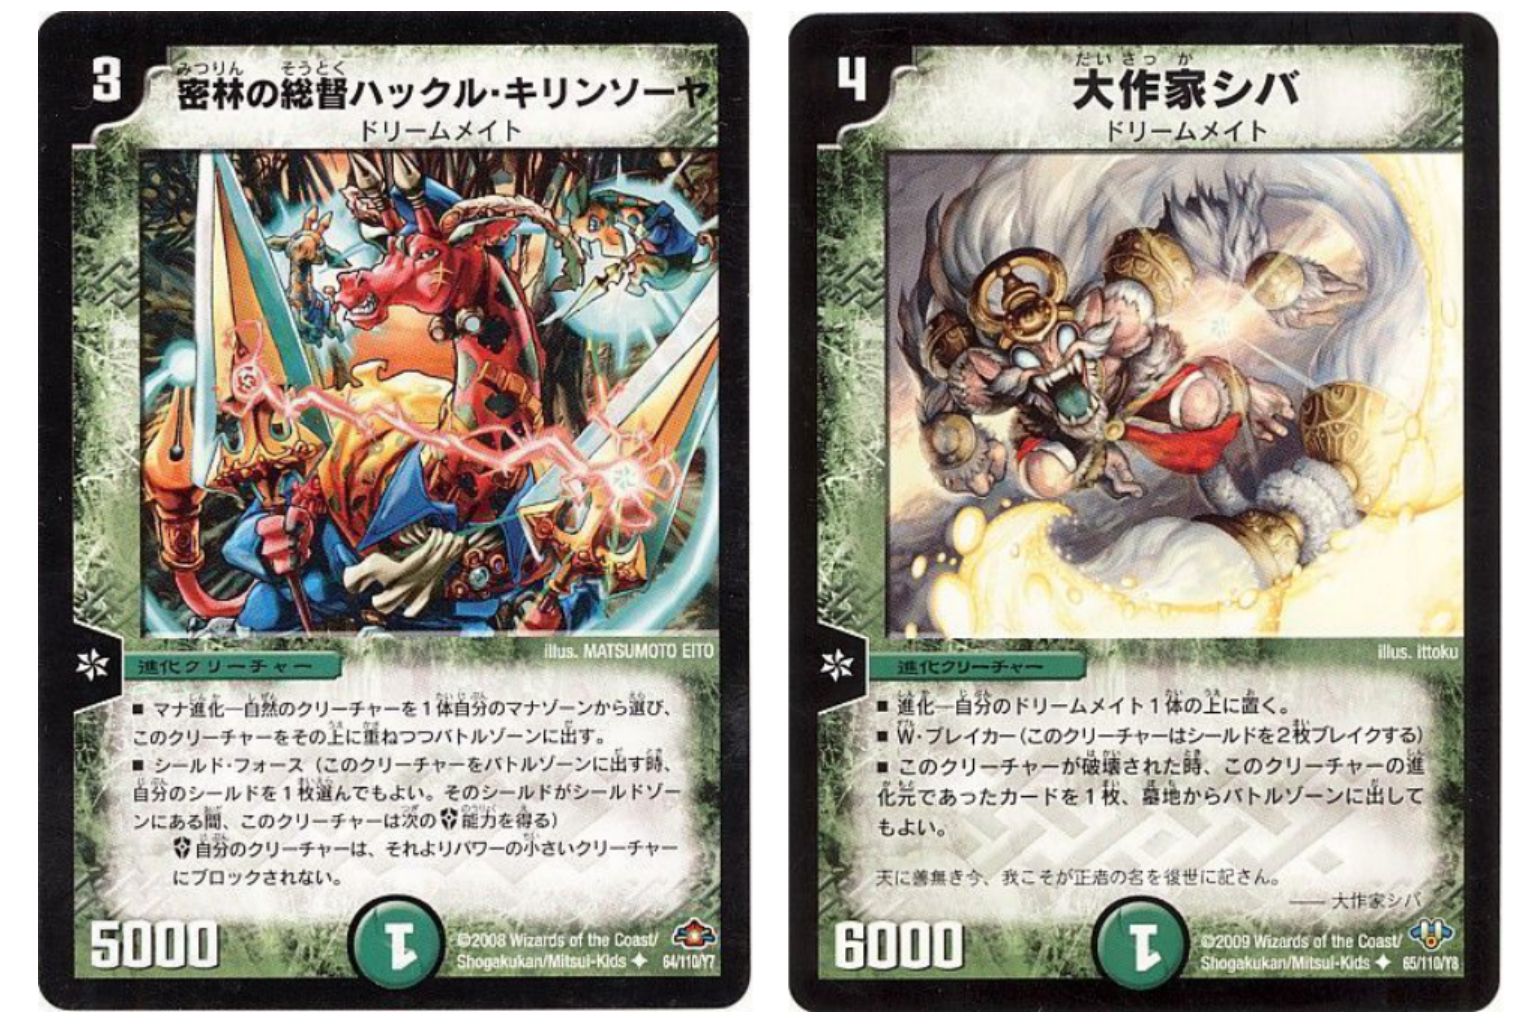 3
みつりん そうとく
密林の総督ハックル・キリンソーヤ
ドリームメイト
illus. MATSUMOTO EITO
進化クリーチャー
■ マナ進化―自然のクリーチャーを1体自分のマナゾーンから選び、
このクリーチャーをその上に重ねつつバトルゾーンに出す。
■ シールド・フォース（このクリーチャーをバトルゾーンに出す時、
自分のシールドを1枚選んでもよい。そのシールドがシールドゾー
ンにある間、このクリーチャーは次の能力を得る）
自分のクリーチャーは、それよりパワーの小さいクリーチャー
にブロックされない。
5000
1
©2008 Wizards of the Coast/
Shogakukan/Mitsui-Kids
64/110/Y7
4
だいさっか
大作家シバ
ドリームメイト
illus. ittoku
進化クリーチャー
■ 進化―自分のドリームメイト1体の上に置く。
■ W・ブレイカー（このクリーチャーはシールドを2枚ブレイクする）
■ このクリーチャーが破壊された時、このクリーチャーの進
化元であったカードを1枚、墓地からバトルゾーンに出して
もよい。
天に善無き今、我こそが正道の名を後世に記さん。
―― 大作家シバ
6000
1
©2009 Wizards of the Coast/
Shogakukan/Mitsui-Kids
65/110/Y8